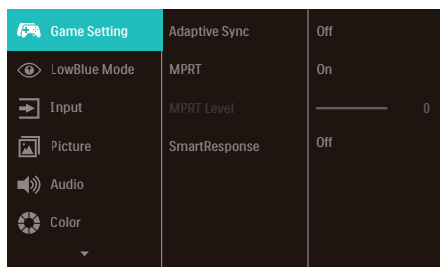 Game Setting Adaptive Sync Off
LowBlue Mode MPRT On
Input MPRT Level 0
Picture SmartResponse Off
Audio
Color